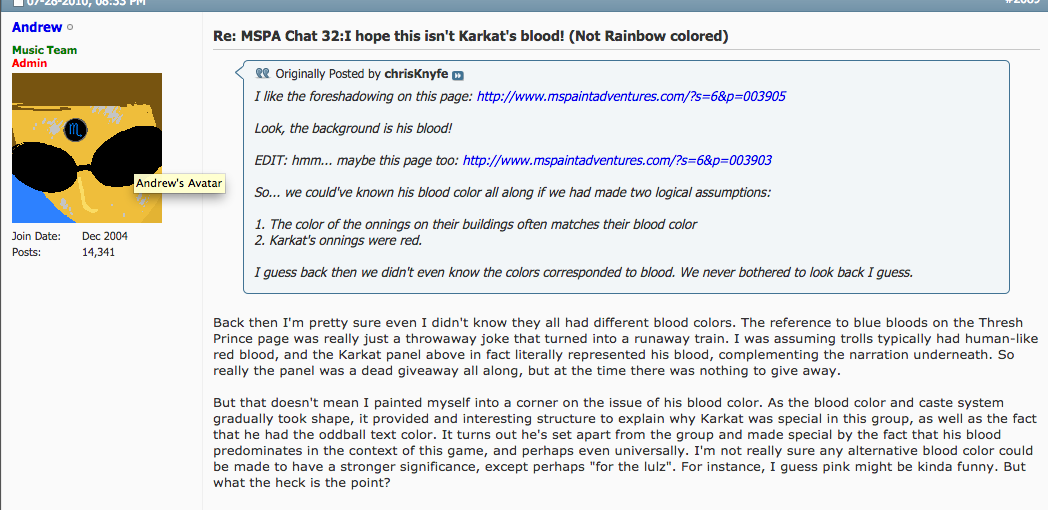 07-28-2010, 08:33 PM
#2089
Andrew
Music Team
Admin
♏
Andrew's Avatar
Join Date: Dec 2004
Posts: 14,341
Re: MSPA Chat 32:I hope this isn't Karkat's blood! (Not Rainbow colored)
Originally Posted by chrisKnyfe
I like the foreshadowing on this page: http://www.mspaintadventures.com/?s=6&p=003905
Look, the background is his blood!
EDIT: hmm... maybe this page too: http://www.mspaintadventures.com/?s=6&p=003903
So... we could've known his blood color all along if we had made two logical assumptions:
1. The color of the onnings on their buildings often matches their blood color
2. Karkat's onnings were red.
I guess back then we didn't even know the colors corresponded to blood. We never bothered to look back I guess.
Back then I'm pretty sure even I didn't know they all had different blood colors. The reference to blue bloods on the Thresh
Prince page was really just a throwaway joke that turned into a runaway train. I was assuming trolls typically had human-like
red blood, and the Karkat panel above in fact literally represented his blood, complementing the narration underneath. So
really the panel was a dead giveaway all along, but at the time there was nothing to give away.
But that doesn't mean I painted myself into a corner on the issue of his blood color. As the blood color and caste system
gradually took shape, it provided and interesting structure to explain why Karkat was special in this group, as well as the fact
that he had the oddball text color. It turns out he's set apart from the group and made special by the fact that his blood
predominates in the context of this game, and perhaps even universally. I'm not really sure any alternative blood color could
be made to have a stronger significance, except perhaps "for the lulz". For instance, I guess pink might be kinda funny. But
what the heck is the point?